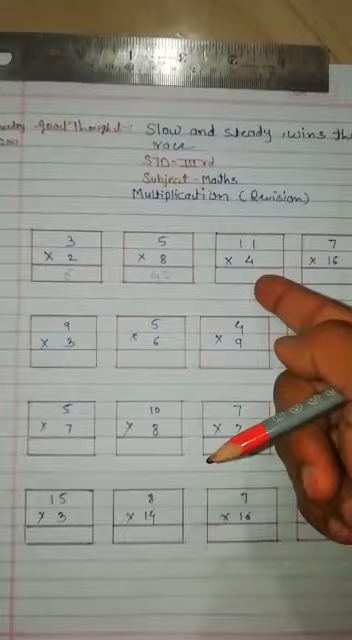 Good Thought : Slow and steady, wins the
race
STD = IIIrd
Subject - Maths
Multiplication (Revision)
3 5 11 7
× 2 × 8 × 4 × 16
6 40
9 5 4
× 3 × 6 × 9
5 10 7
× 7 × 8 ×
15 8 7
× 3 × 14 × 16